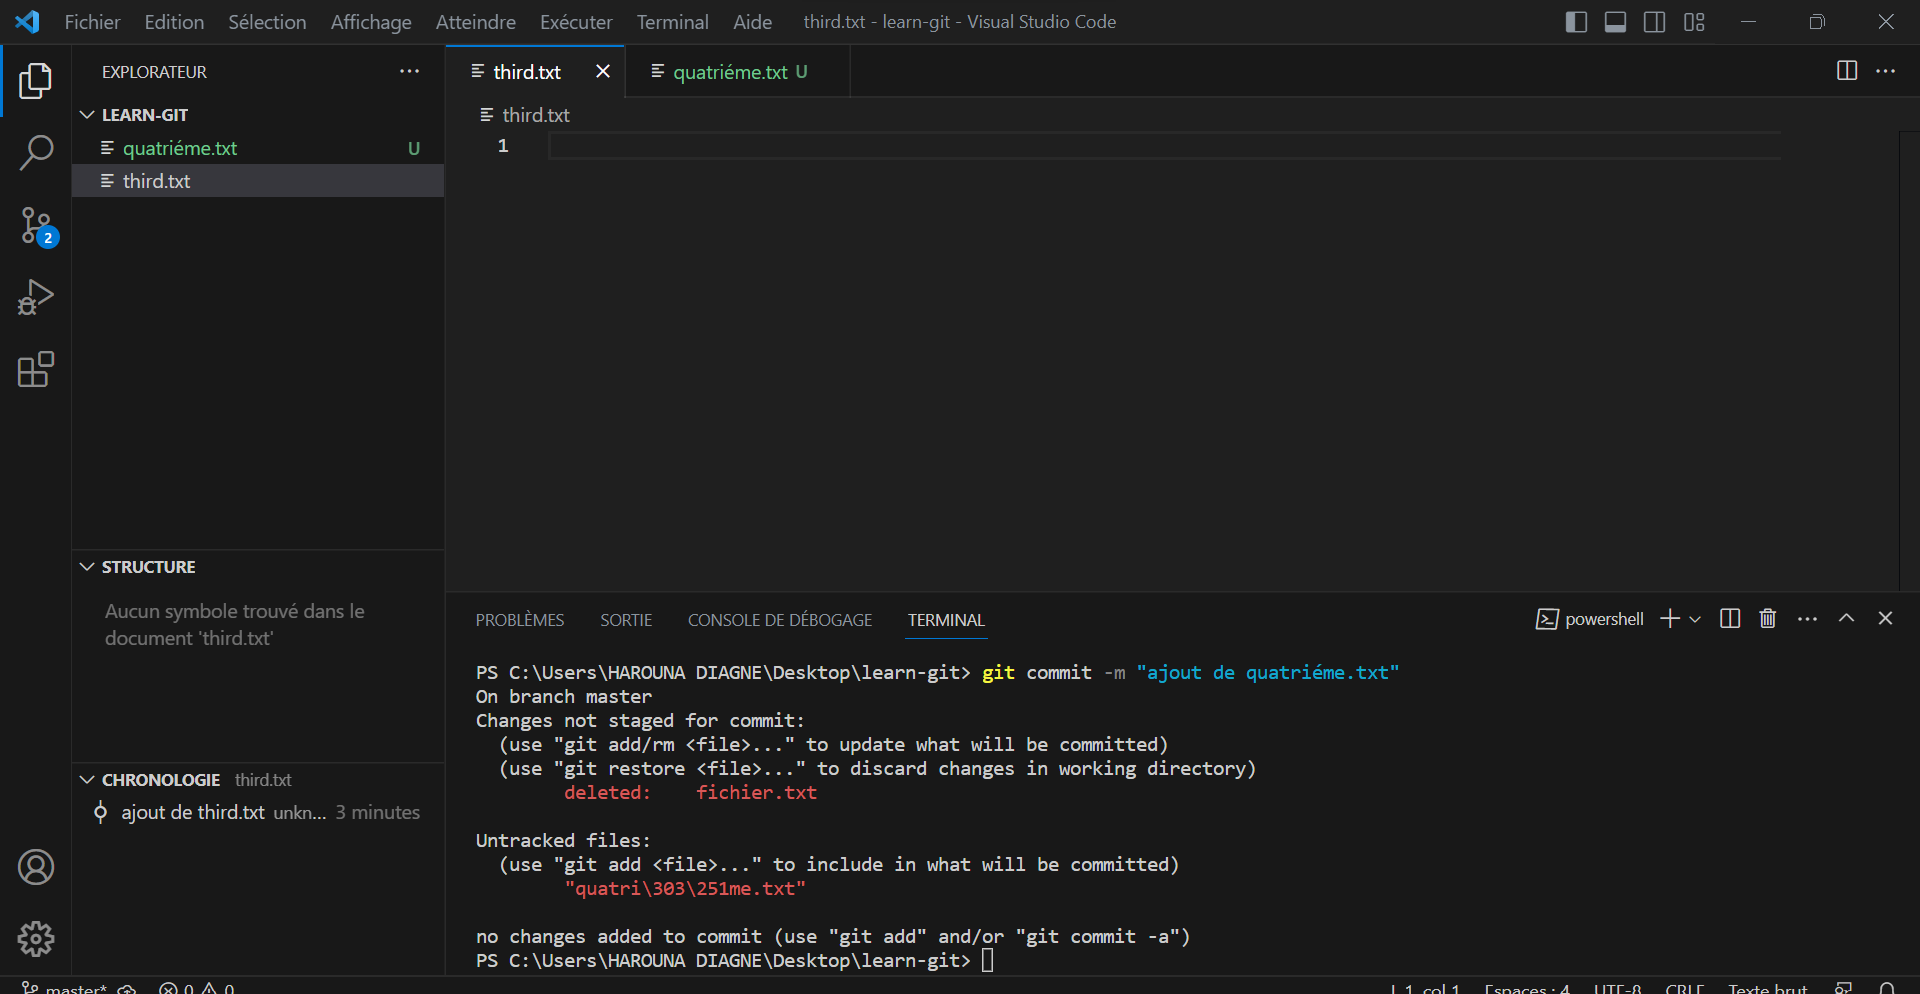 Fichier Edition Sélection Affichage Atteindre Exécuter Terminal Aide third.txt - learn-git - Visual Studio Code
EXPLORATEUR
LEARN-GIT
quatriéme.txt U
third.txt
2
third.txt
quatriéme.txt U
third.txt
1
STRUCTURE
Aucun symbole trouvé dans le
document 'third.txt'
CHRONOLOGIE third.txt
ajout de third.txt unkn... 3 minutes
PROBLÈMES SORTIE CONSOLE DE DÉBOGAGE TERMINAL powershell
PS C:\Users\HAROUNA DIAGNE\Desktop\learn-git> git commit -m "ajout de quatriéme.txt"
On branch master
Changes not staged for commit:
(use "git add/rm <file>..." to update what will be committed)
(use "git restore <file>..." to discard changes in working directory)
deleted: fichier.txt
Untracked files:
(use "git add <file>..." to include in what will be committed)
"quatri\303\251me.txt"
no changes added to commit (use "git add" and/or "git commit -a")
PS C:\Users\HAROUNA DIAGNE\Desktop\learn-git>
master* 0 0 L 1, col 1 Espaces : 4 UTF-8 CRLF Texte brut